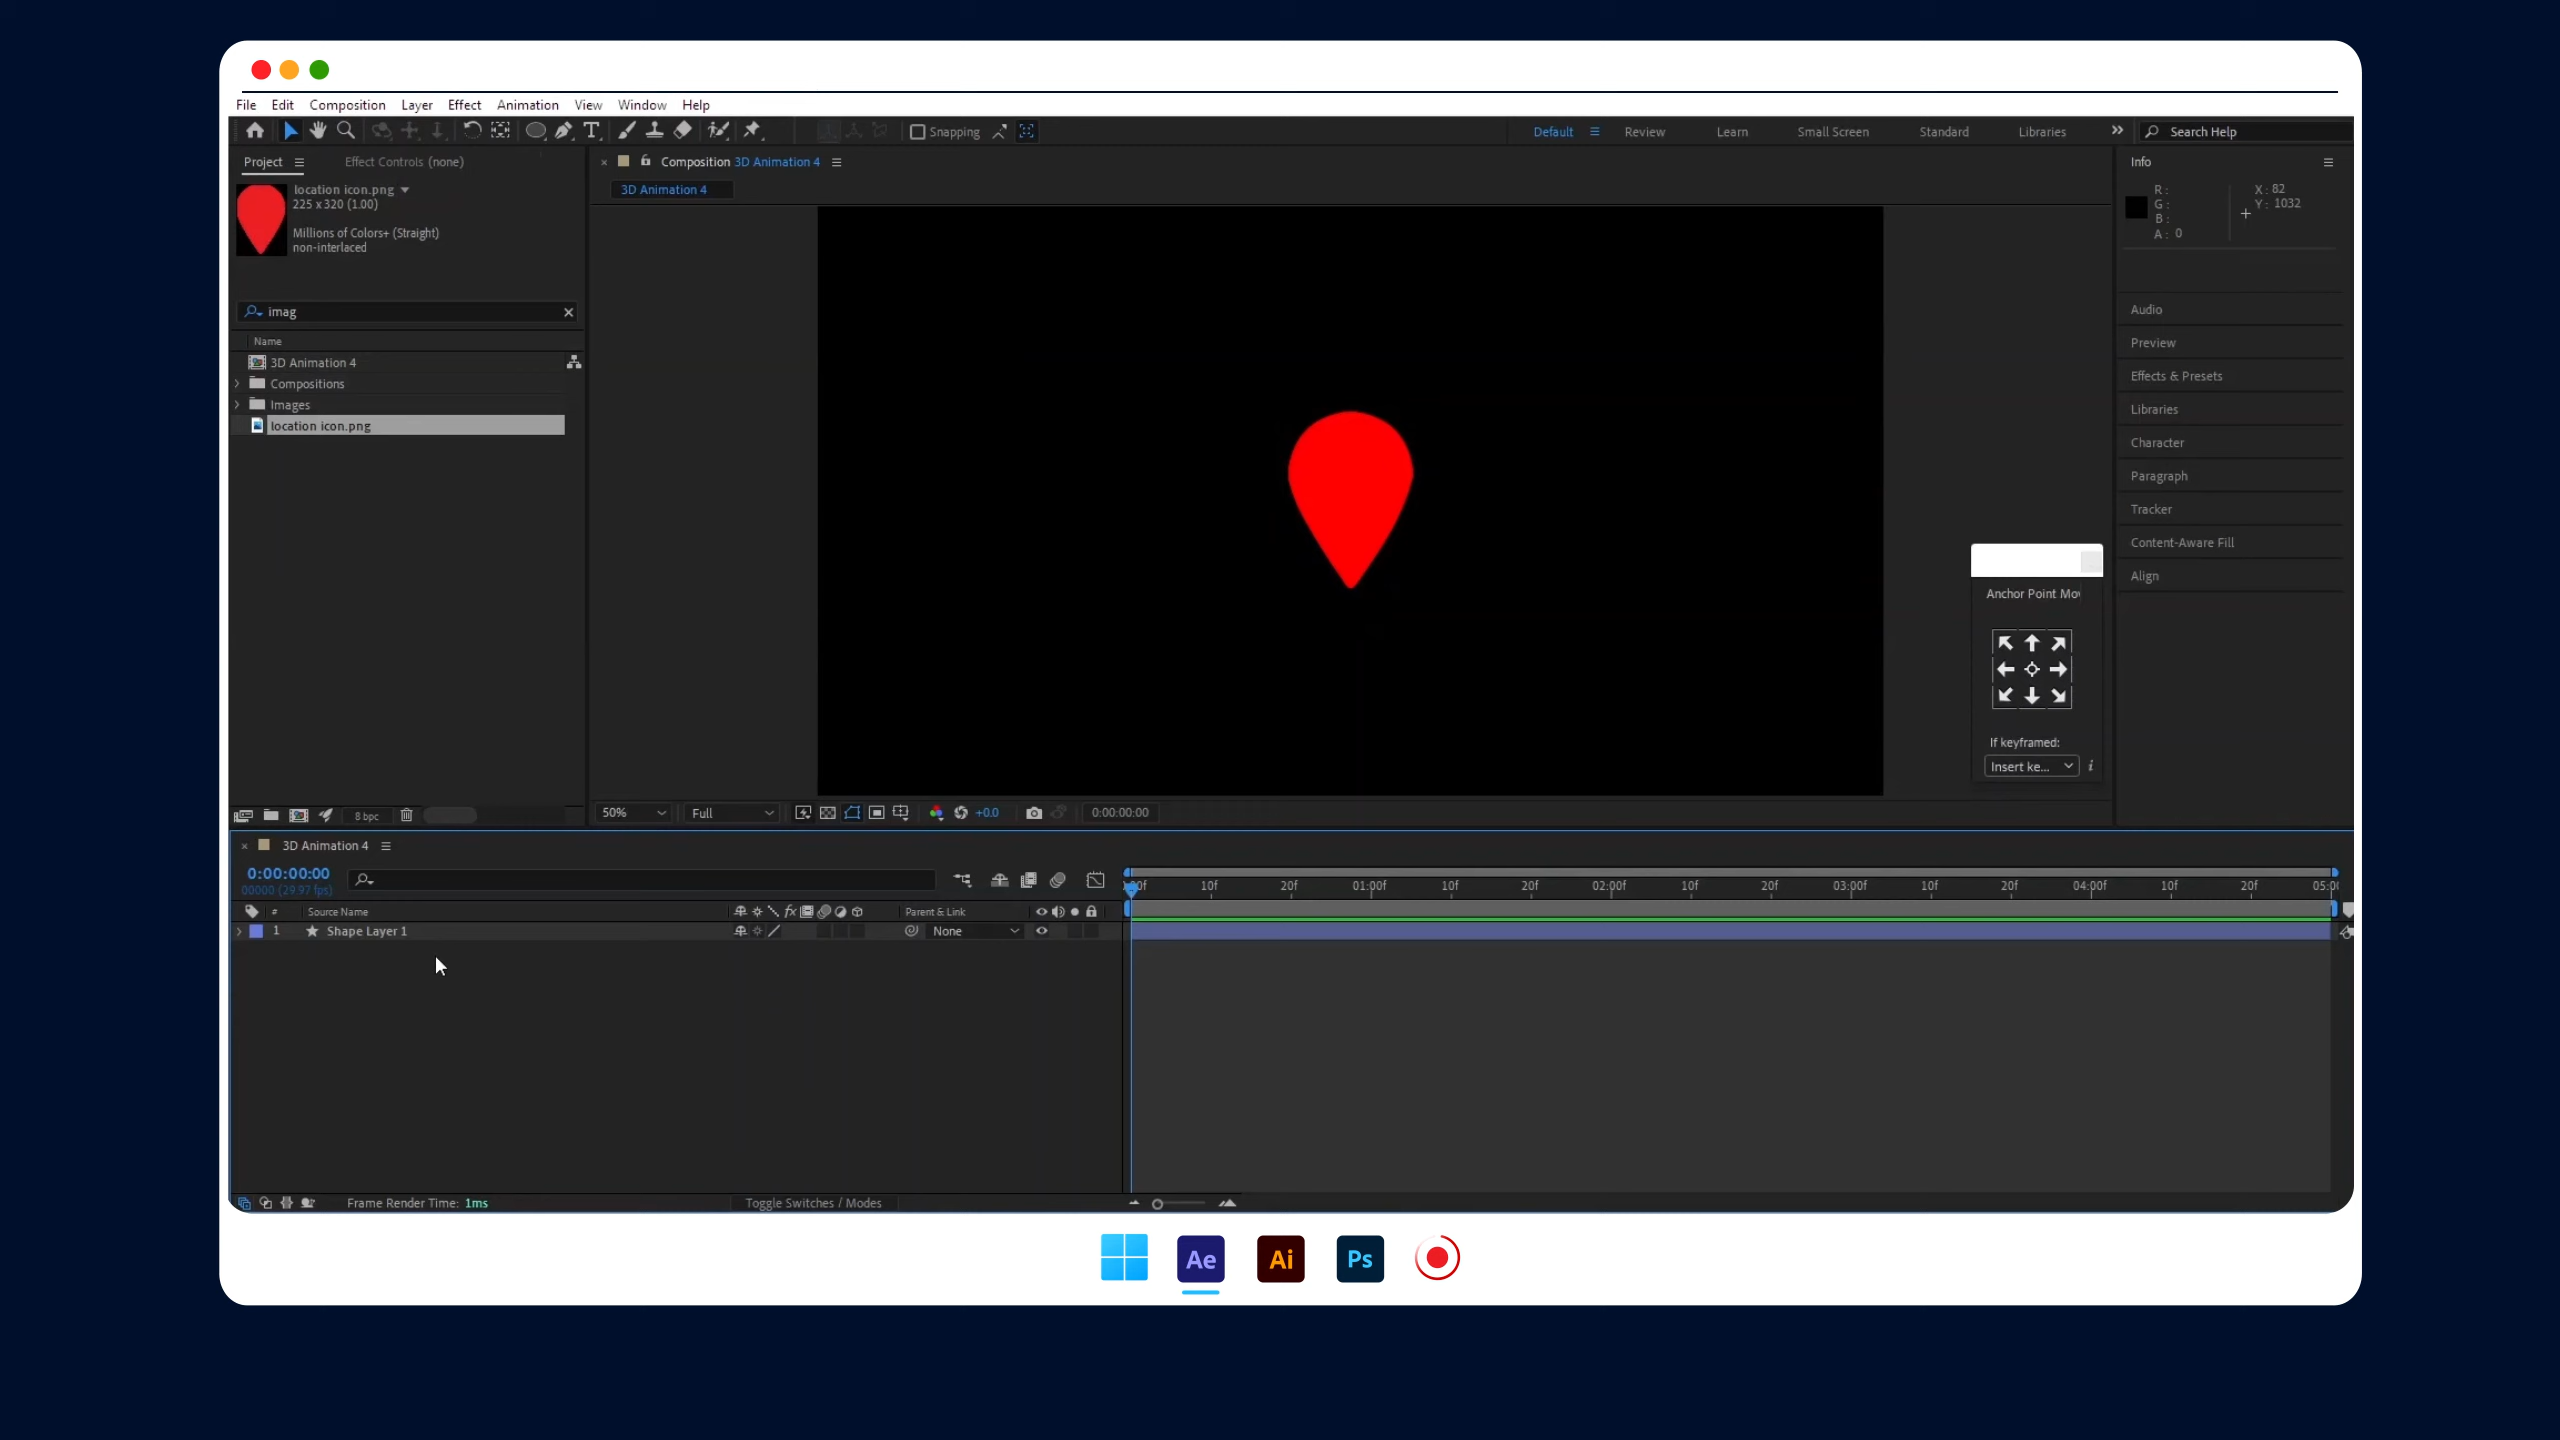 File Edit Composition Layer Effect Animation View Window Help
Snapping
Default Review Learn Small Screen Standard Libraries
Search Help
Project Effect Controls (none)
location icon.png
225 x 320 (1.00)
Millions of Colors+ (Straight)
non-interlaced
imag
Name
3D Animation 4
Compositions
Images
location icon.png
8 bpc
Composition 3D Animation 4
3D Animation 4
50% Full +0.0 0:00:00:00
Info
R :
G :
B :
A : 0
X : 82
Y : 1032
Audio
Preview
Effects & Presets
Libraries
Character
Paragraph
Tracker
Content-Aware Fill
Align
Anchor Point Mo
If keyframed:
Insert ke...
3D Animation 4
0:00:00:00
00000 (29.97 fps)
10f 20f 01:00f 10f 20f 02:00f 10f 20f 03:00f 10f 20f 04:00f 10f 20f 05:0
# Source Name fx Parent & Link
1 Shape Layer 1 None
Frame Render Time: 1ms Toggle Switches / Modes
Ae Ai Ps